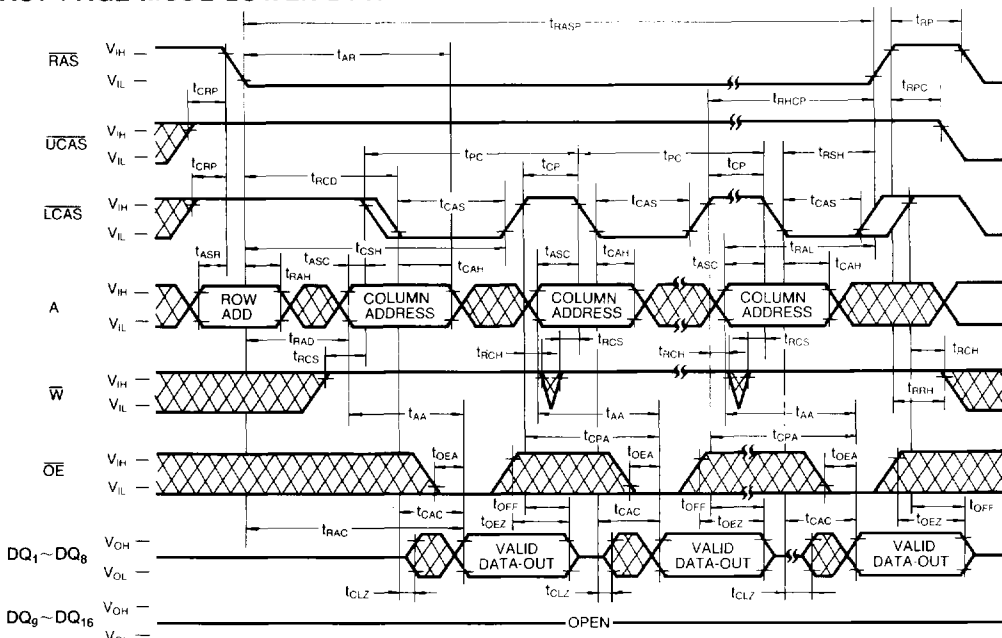 tRASP tRP
tAR
RAS VIH
VIL
tCRP tRHCP tRPC
UCAS VIH
VIL
tCRP tRCD tPC tCP tPC tCP tRSH
LCAS VIH
VIL
tCAS tCAS tCAS
tCSH tRAL
tASR tRAH tASC tCAH tASC tCAH tASC tCAH
A VIH
VIL
ROW ADD COLUMN ADDRESS COLUMN ADDRESS COLUMN ADDRESS
tRAD
tRCS tRCH tRCS tRCH tRCS tRCH
W VIH
VIL
tRRH
tAA tAA tAA
tCPA tCPA
OE VIH
VIL
tOEA tOEA tOEA
tCAC tOFF tCAC tOFF tCAC tOFF
tRAC tOEZ tOEZ tOEZ
DQ1~DQ8 VOH
VOL
VALID DATA-OUT VALID DATA-OUT VALID DATA-OUT
tCLZ tCLZ tCLZ
DQ9~DQ16 VOH
OPEN